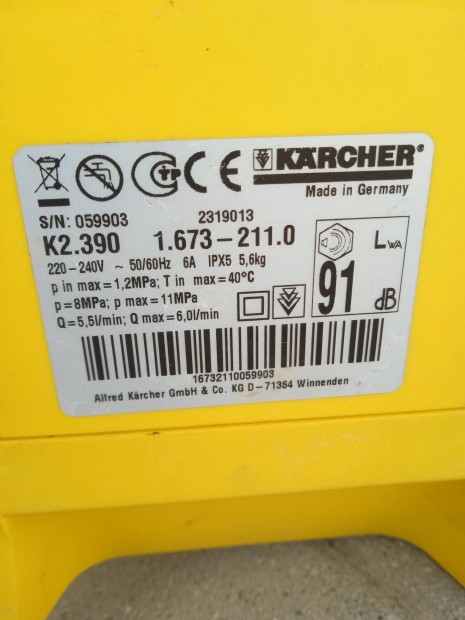 KÄRCHER®
Made in Germany
S/N: 059903 2319013
K2.390 1.673-211.0
220-240V ~ 50/60Hz 6A IPX5 5,6kg
p in max=1,2MPa; T in max=40°C
p=8MPa; p max=11MPa
Q=5,5l/min; Q max=6,0l/min
LWA
91 dB
16732110059903
Alfred Kärcher GmbH & Co. KG D-71364 Winnenden